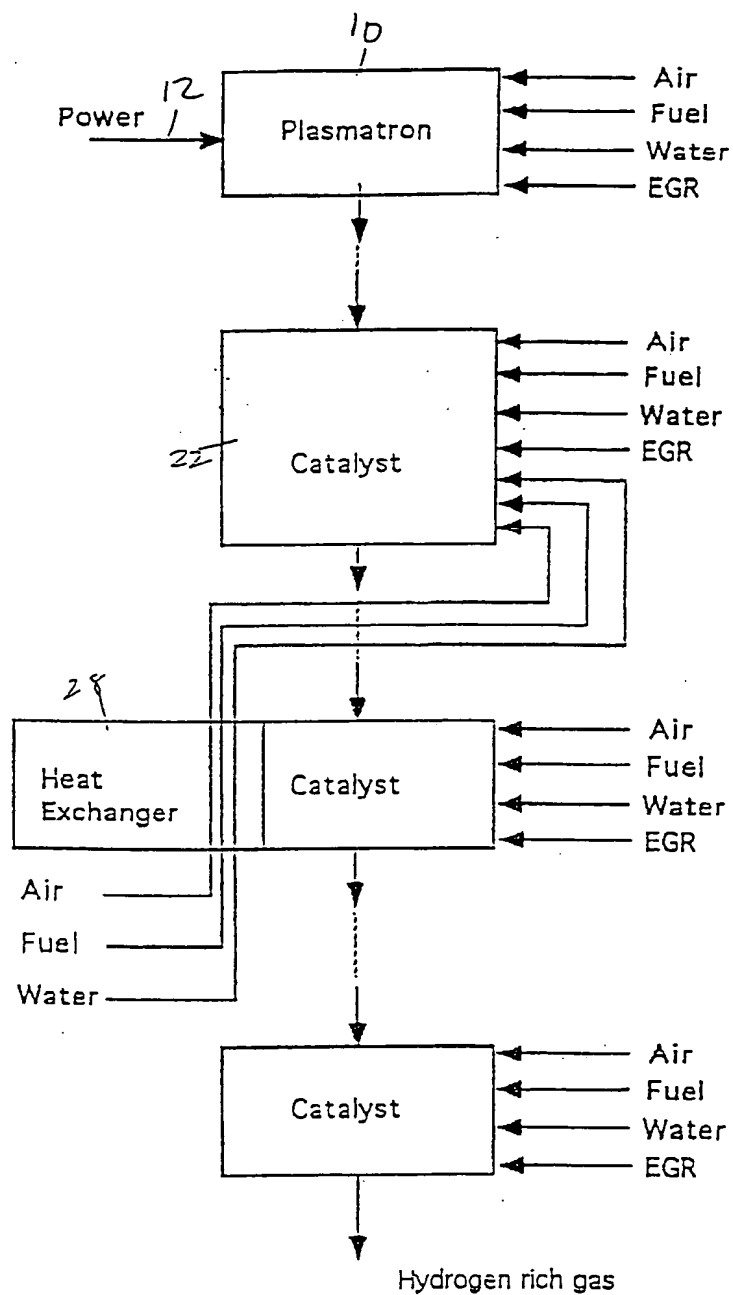 10
12
Power
Plasmatron
Air
Fuel
Water
EGR
22
Catalyst
Air
Fuel
Water
EGR
28
Heat
Exchanger
Catalyst
Air
Fuel
Water
EGR
Air
Fuel
Water
Catalyst
Air
Fuel
Water
EGR
Hydrogen rich gas